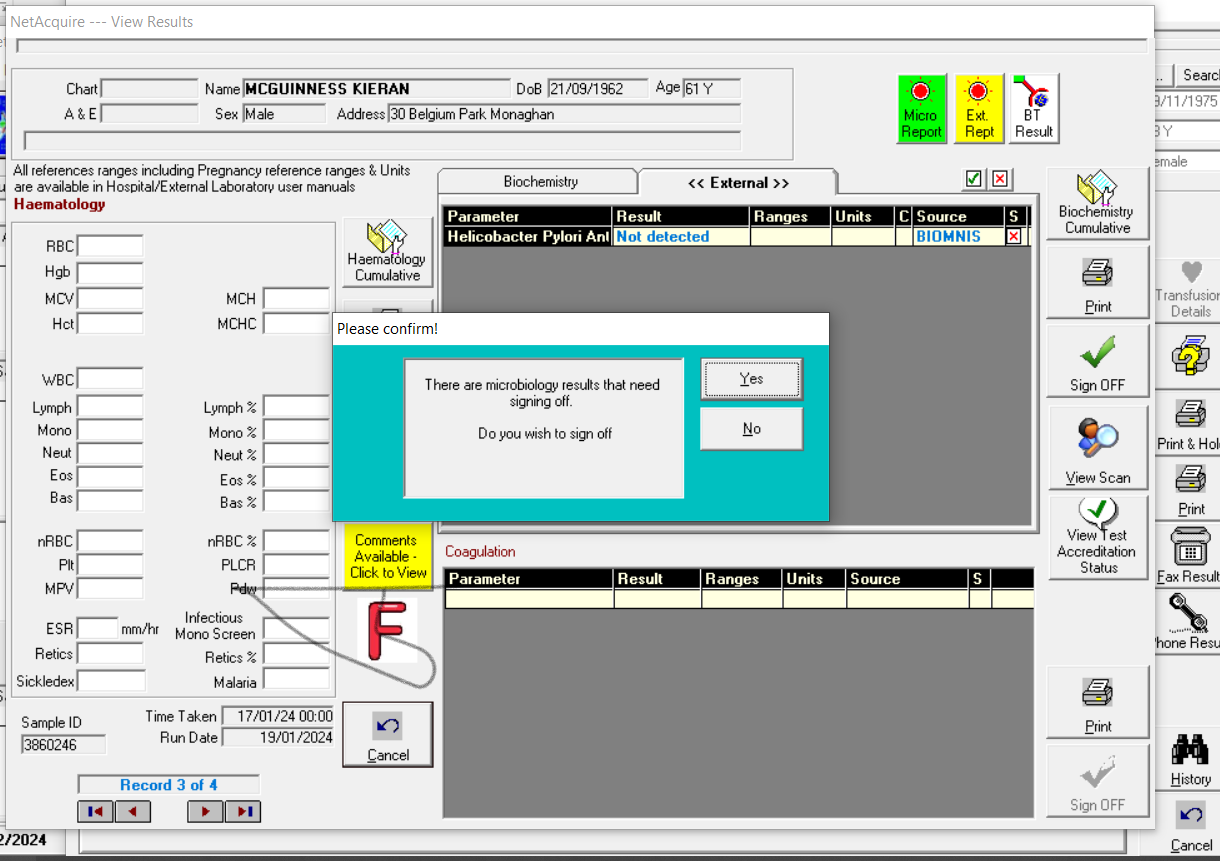 NetAcquire --- View Results
Chart
Name MCGUINNESS KIERAN
DoB 21/09/1962
Age 61 Y
A & E
Sex Male
Address 30 Belgium Park Monaghan
Micro Report
Ext. Rept
BT Result
All references ranges including Pregnancy reference ranges & Units
are available in Hospital/External Laboratory user manuals
Haematology
RBC
Hgb
MCV
MCH
Hct
MCHC
WBC
Lymph
Lymph %
Mono
Mono %
Neut
Neut %
Eos
Eos %
Bas
Bas %
nRBC
nRBC %
Plt
PLCR
MPV
Pdw
ESR
mm/hr
Infectious
Mono Screen
Retics
Retics %
Sickledex
Malaria
Sample ID
3860246
Time Taken 17/01/24 00:00
Run Date 19/01/2024
Record 3 of 4
Haematology
Cumulative
Comments
Available -
Click to View
F
Cancel
Biochemistry
<< External >>
Parameter Result Ranges Units C Source S
Helicobacter Pylori Ant Not detected BIOMNIS
Please confirm!
There are microbiology results that need
signing off.
Do you wish to sign off
Yes
No
Coagulation
Parameter Result Ranges Units Source S
Biochemistry
Cumulative
Print
Sign OFF
View Scan
View Test
Accreditation
Status
Print
Sign OFF
.. Searc
9/11/1975
Y
emale
Transfusion
Details
Print & Hol
Print
Fax Result
hone Resu
History
Cancel
2/2024